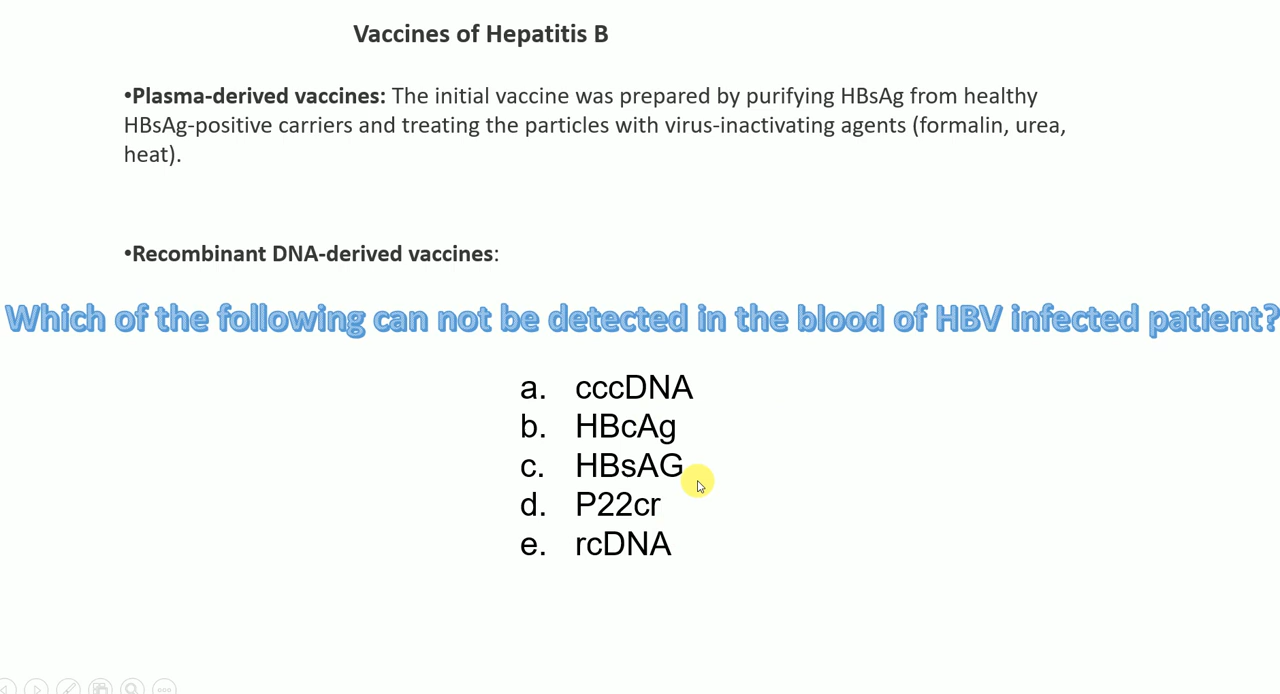 Vaccines of Hepatitis B
•Plasma-derived vaccines: The initial vaccine was prepared by purifying HBsAg from healthy
HBsAg-positive carriers and treating the particles with virus-inactivating agents (formalin, urea,
heat).
•Recombinant DNA-derived vaccines:
Which of the following can not be detected in the blood of HBV infected patient?
a. cccDNA
b. HBcAg
c. HBsAG
d. P22cr
e. rcDNA